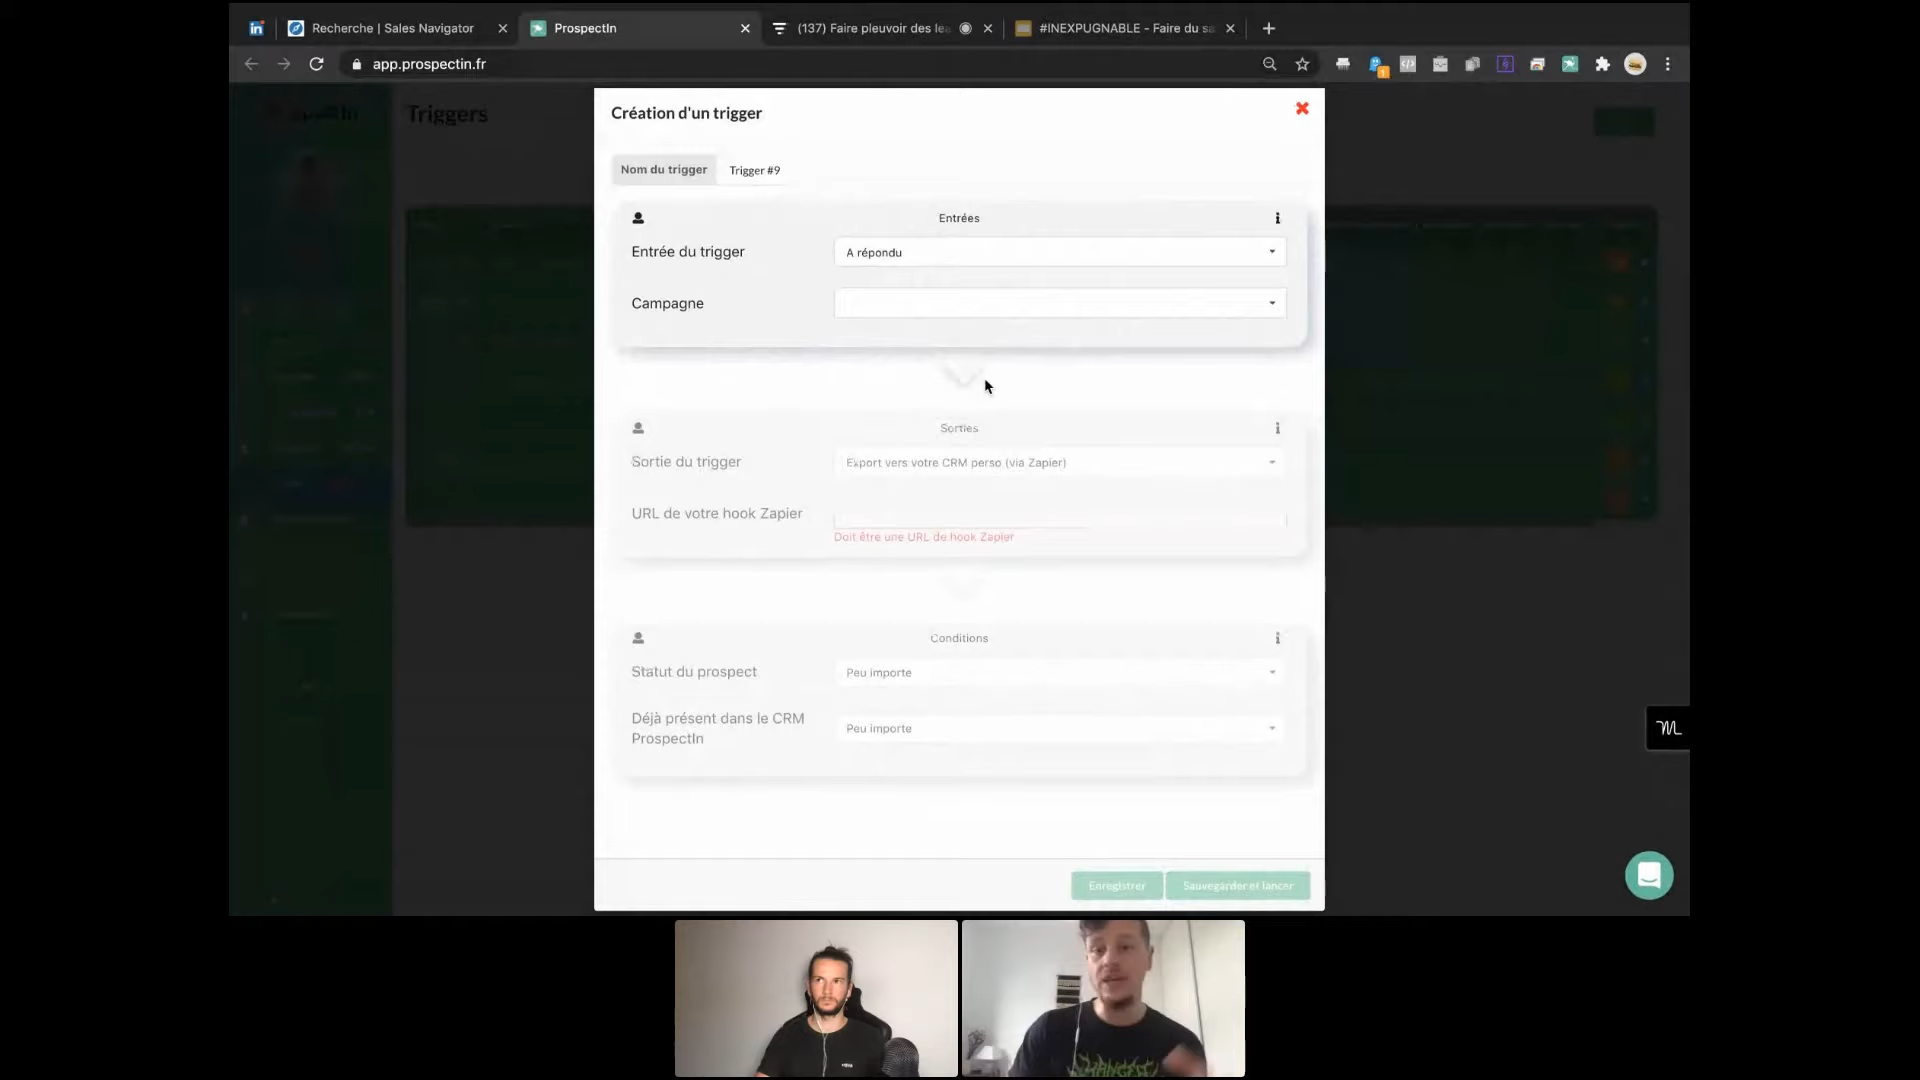 Recherche | Sales Navigator
ProspectIn
(137) Faire pleuvoir des lea
#INEXPUGNABLE - Faire du sa
app.prospectin.fr
Triggers
Création d'un trigger
Nom du trigger
Trigger #9
Entrées
Entrée du trigger
A répondu
Campagne
Sorties
Sortie du trigger
Export vers votre CRM perso (via Zapier)
URL de votre hook Zapier
Doit être une URL de hook Zapier
Conditions
Statut du prospect
Peu importe
Déjà présent dans le CRM
ProspectIn
Peu importe
Enregistrer
Sauvegarder et lancer